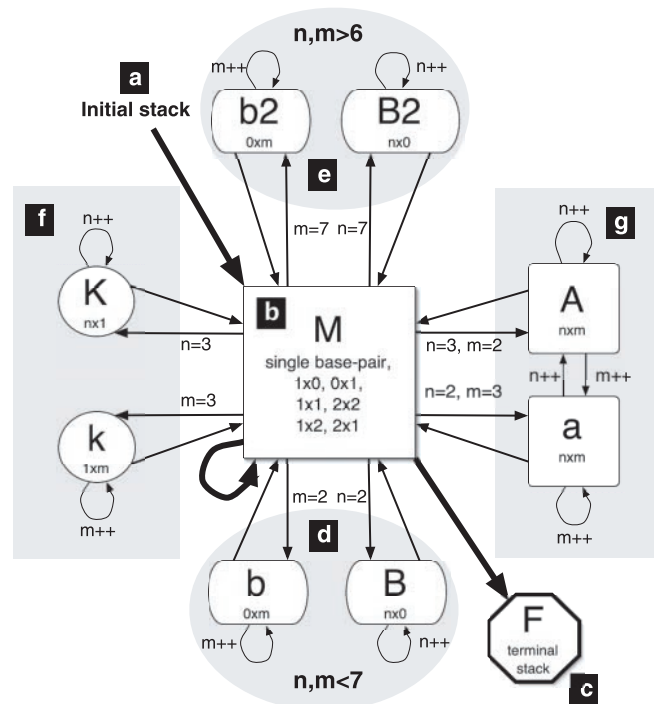 n,m>6
a
Initial stack
m++
n++
b2
0xm
B2
nx0
e
m=7 n=7
f
n++
K
nx1
n=3
m=3
k
1xm
m++
b
M
single base-pair,
1x0, 0x1,
1x1, 2x2
1x2, 2x1
g
n++
A
nxm
n=3, m=2
n++
m++
n=2, m=3
a
nxm
m++
m=2 n=2
d
b
0xm
B
nx0
m++
n++
n,m<7
F
terminal
stack
c